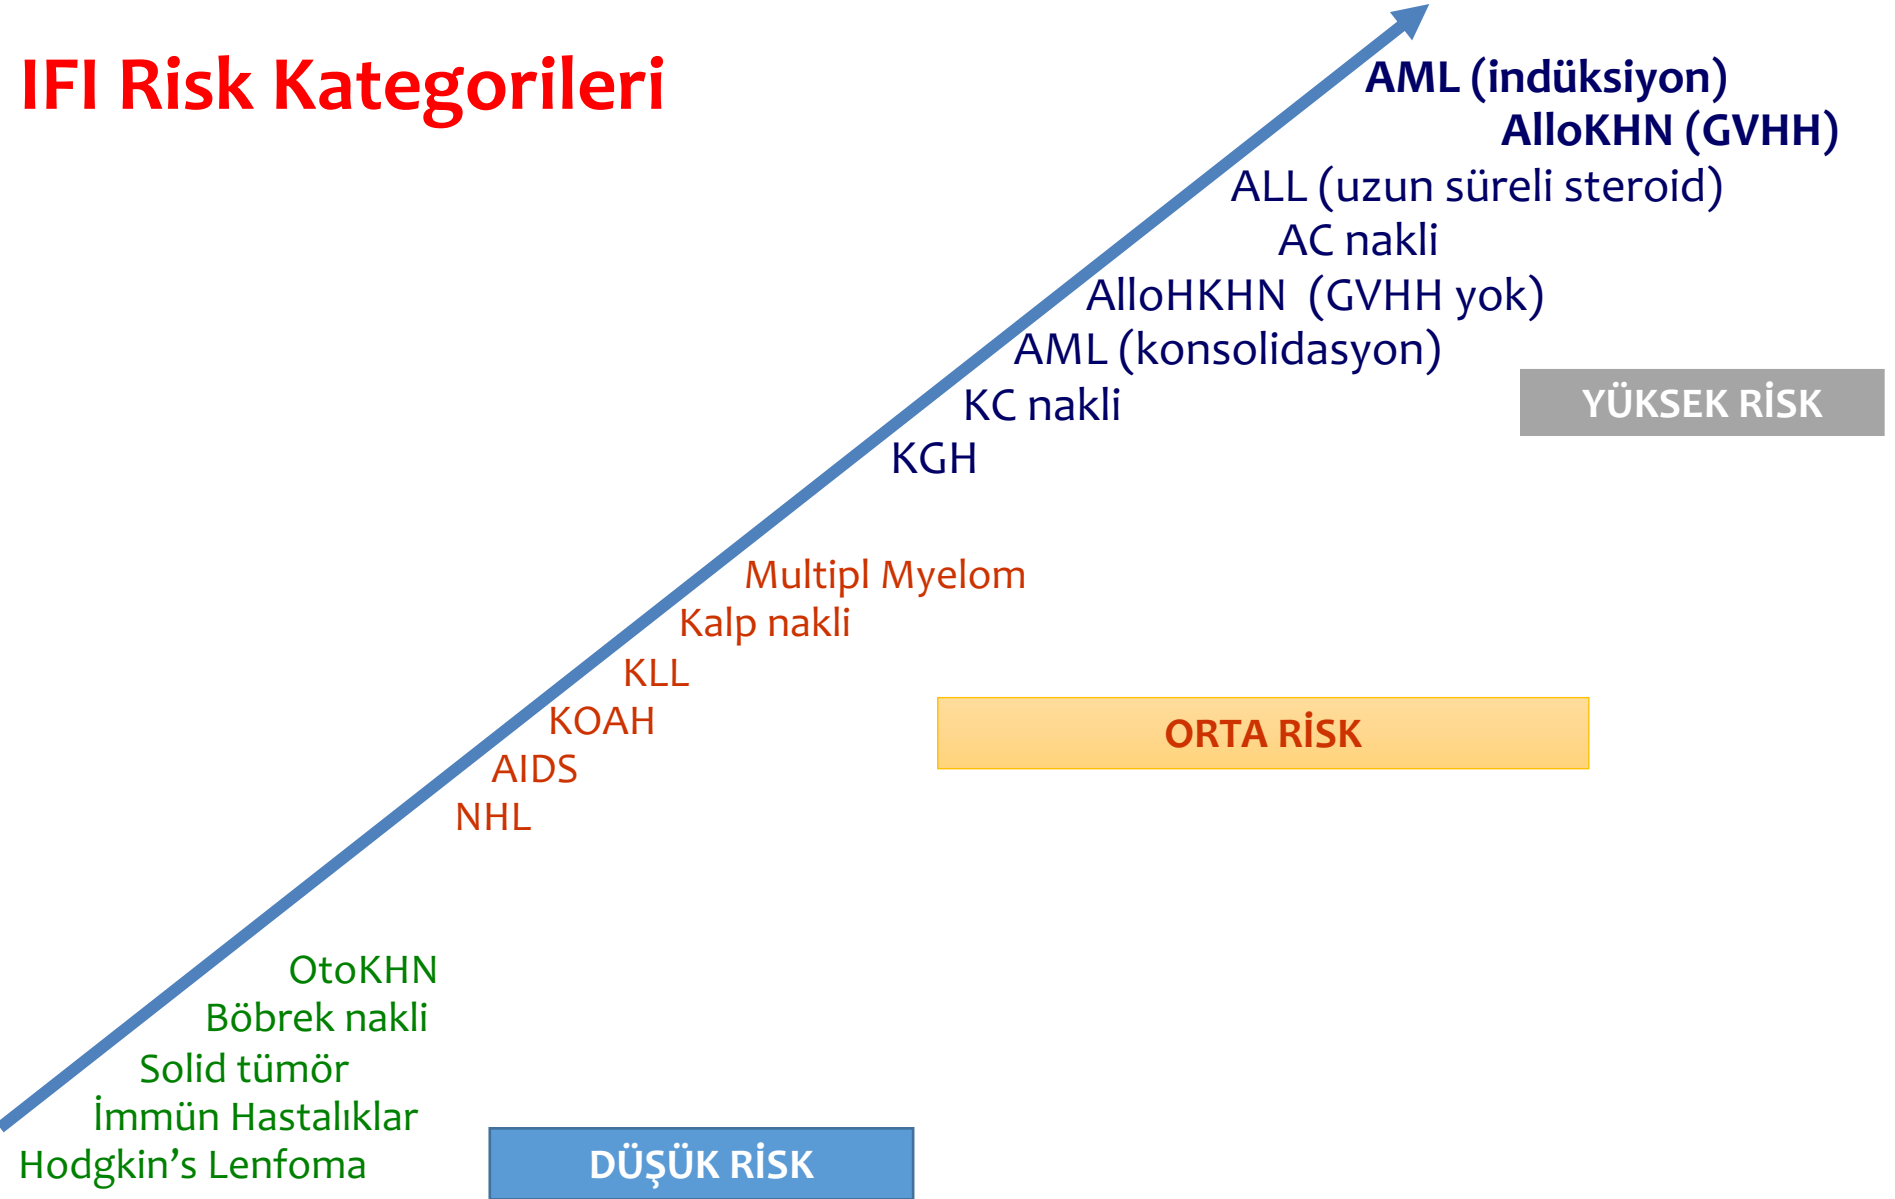 IFI Risk Kategorileri
AML (indüksiyon)
AlloKHN (GVHH)
ALL (uzun süreli steroid)
AC nakli
AlloHKHN (GVHH yok)
AML (konsolidasyon)
KC nakli
YÜKSEK RİSK
KGH
Multipl Myelom
Kalp nakli
KLL
KOAH
ORTA RİSK
AIDS
NHL
OtoKHN
Böbrek nakli
Solid tümör
İmmün Hastalıklar
Hodgkin’s Lenfoma
DÜŞÜK RİSK